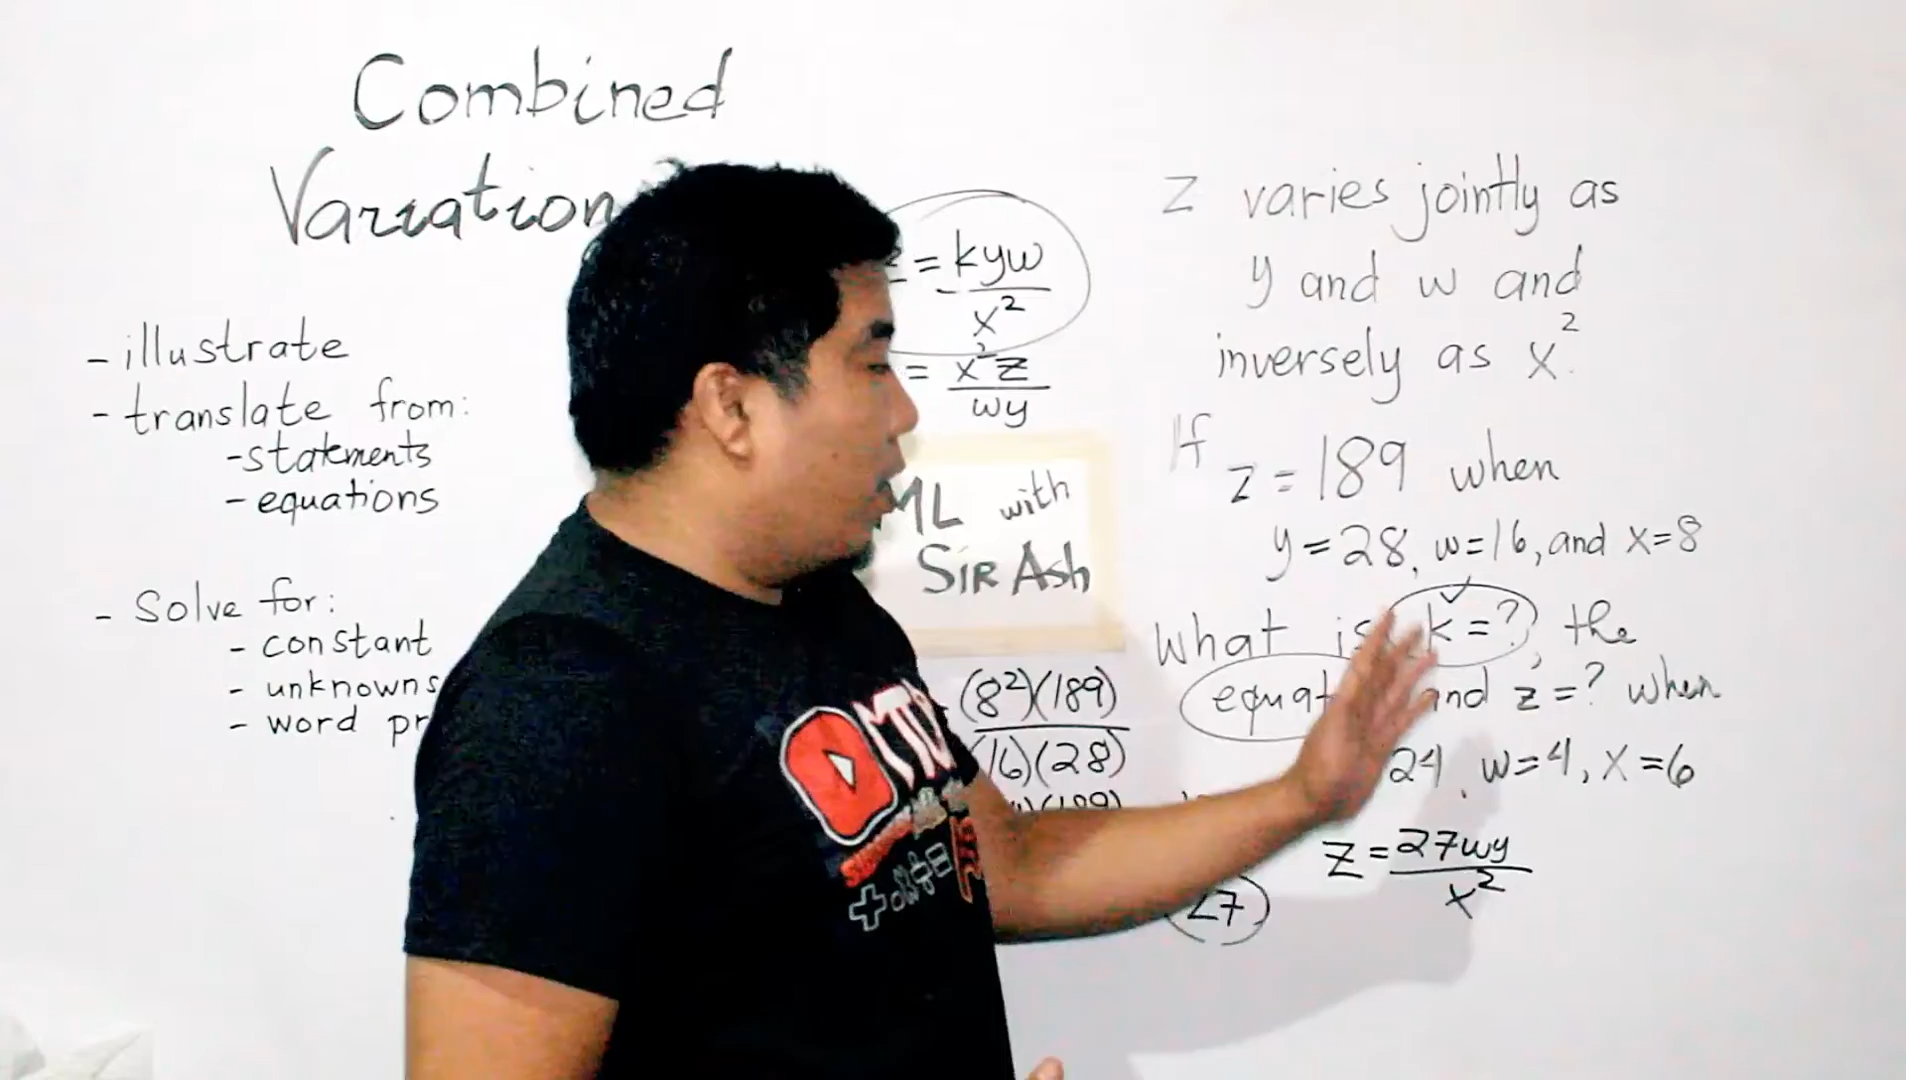 Combined
Variation
- illustrate
- translate from:
- statements
- equations
- Solve for:
- constant
- unknowns
- word pr
= kyw
x²
= x²z
wy
ML with
Sir Ash
(8²)(189)
(16)(28)
z varies jointly as
y and w and
inversely as x².
If z = 189 when
y = 28, w = 16, and x = 8
What is k = ?, the
equat and z = ? when
24, w = 4, x = 6
27
z = 27wy
x²